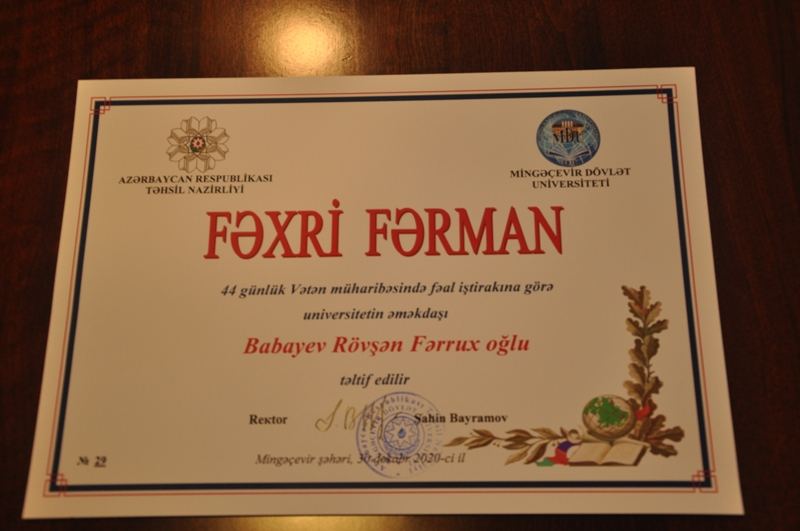 AZƏRBAYCAN RESPUBLİKASI
TƏHSİL NAZİRLİYİ
MDU
MİNGƏÇEVİR DÖVLƏT
UNİVERSİTETİ
FƏXRİ FƏRMAN
44 günlük Vətən müharibəsində fəal iştirakına görə
universitetin əməkdaşı
Babayev Rövşən Fərrux oğlu
təltif edilir
Rektor
Şahin Bayramov
№ 29
Mingəçevir şəhəri, 30 dekabr 2020-ci il